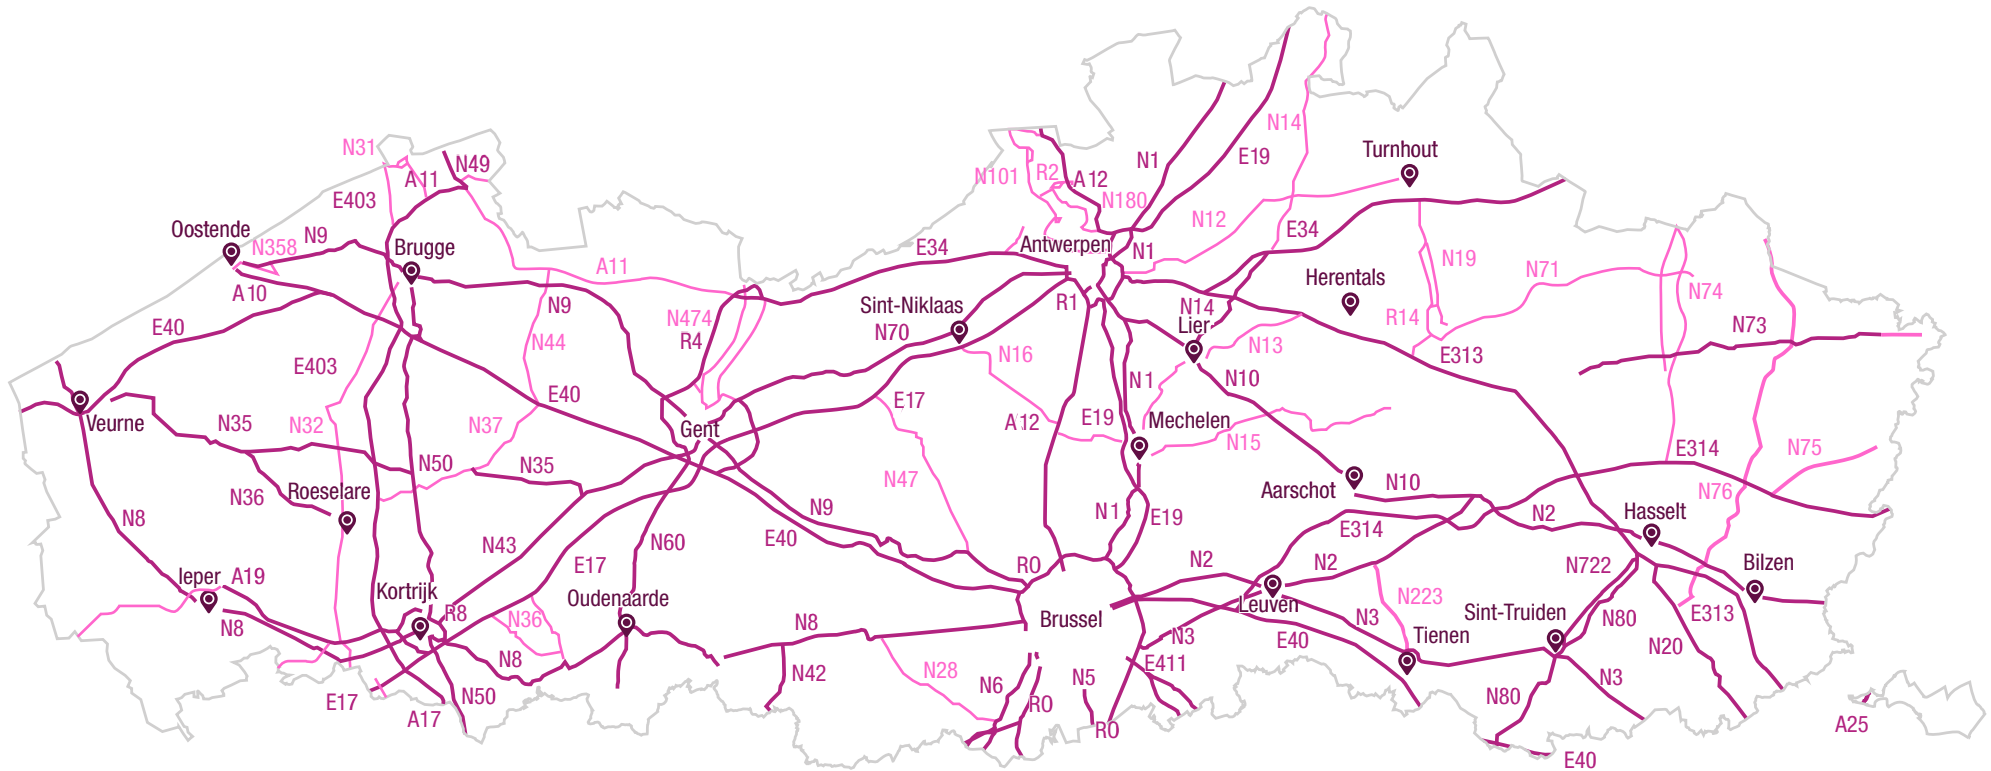 N31
A11
N49
E403
Oostende
N358
N9
Brugge
A10
E40
A11
N9
N44
E403
E40
N474
R4
Veurne
N35
N32
N37
N50
N35
Gent
N36
Roeselare
N8
N43
N60
Ieper
A19
N8
Kortrijk
R8
E17
Oudenaarde
N36
N8
E17
A17
N50
N8
N42
N28
N9
E40
E34
Sint-Niklaas
N70
N16
E17
N47
A12
N101
R2
A12
N180
N1
E19
N14
Turnhout
N12
Antwerpen
N1
E34
R1
N14
Lier
N13
N10
N1
E19
Mechelen
N15
Herentals
N19
R14
N71
E313
N74
N73
E314
N75
N76
Aarschot
N10
N1
E19
R0
Brussel
N2
E314
N2
Leuven
N2
Hasselt
Bilzen
N722
N223
N3
Tienen
Sint-Truiden
N80
E313
N20
N3
E411
E40
N6
R0
N5
R0
N80
N3
E40
A25